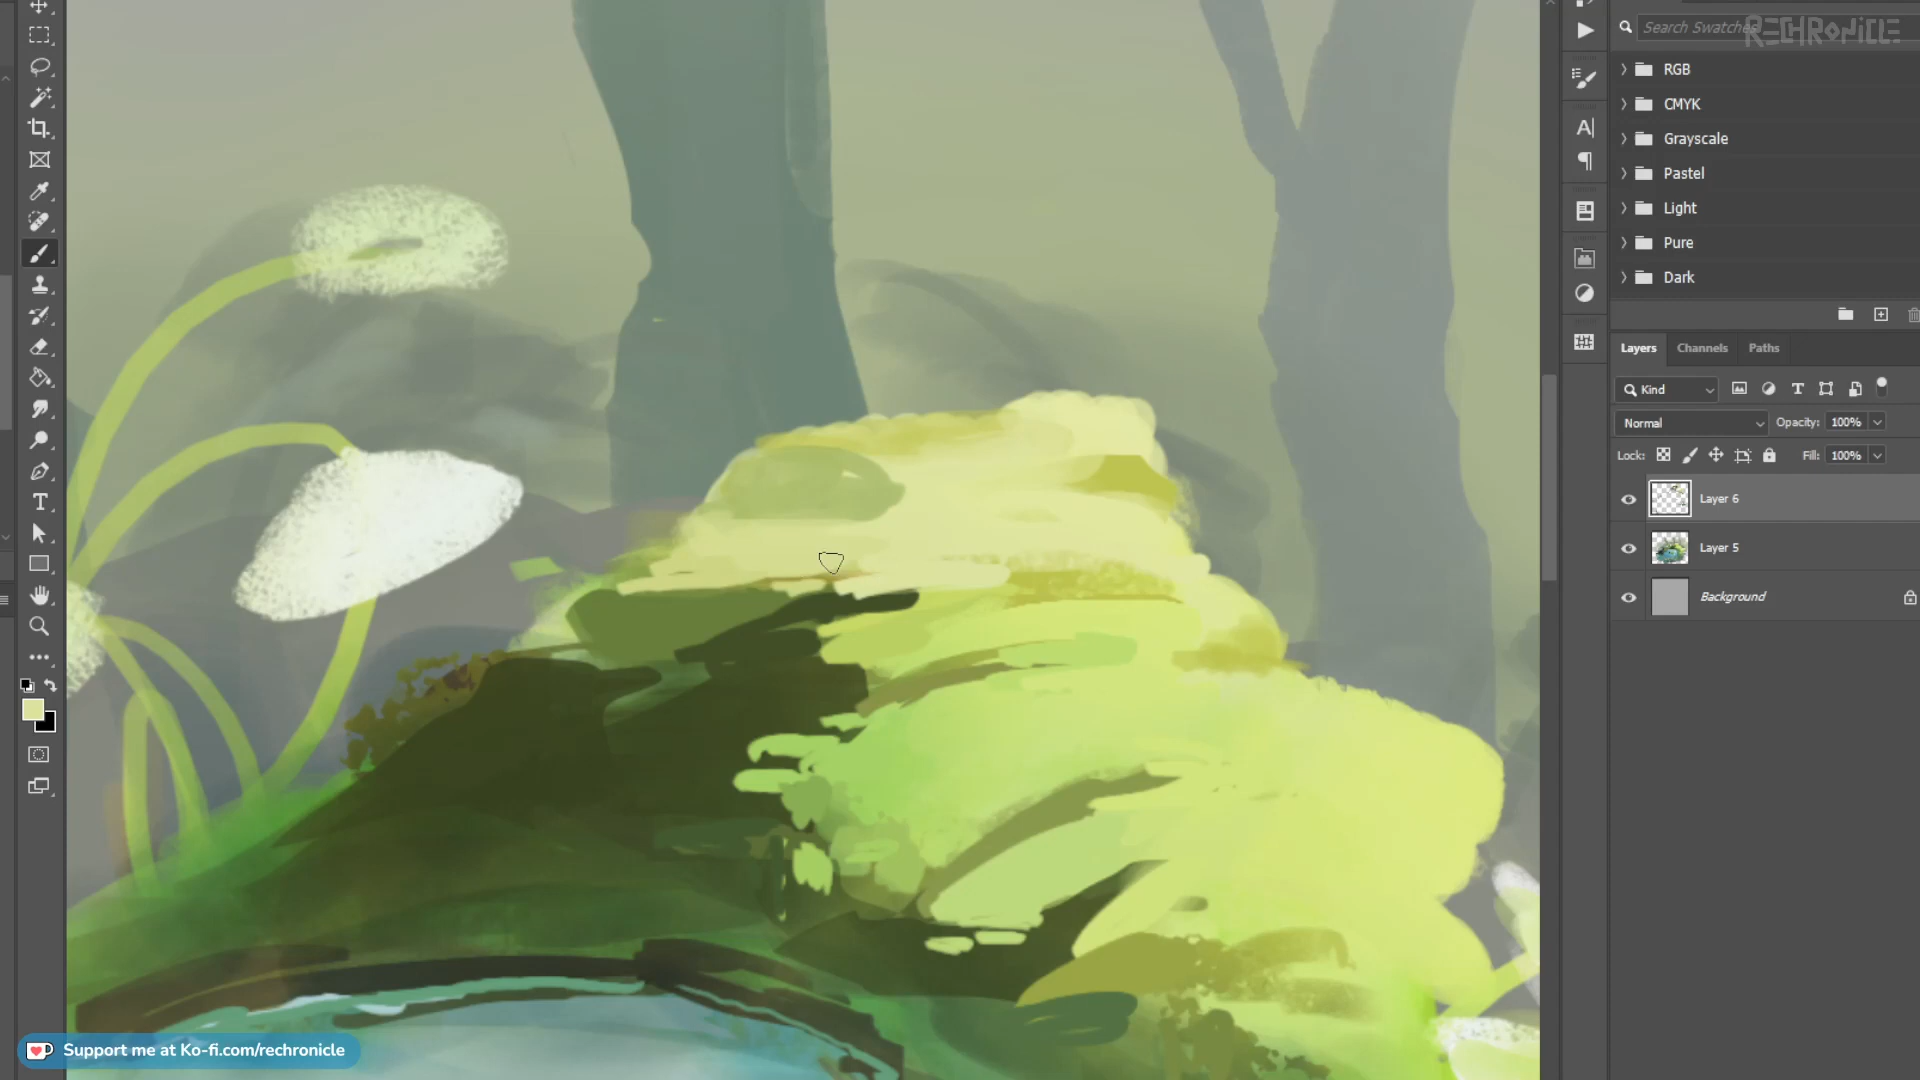 Search Swatches
RECHRONICLE
RGB
CMYK
Grayscale
Pastel
Light
Pure
Dark
Layers Channels Paths
Kind
Normal Opacity: 100%
Lock: Fill: 100%
Layer 6
Layer 5
Background
Support me at Ko-fi.com/rechronicle